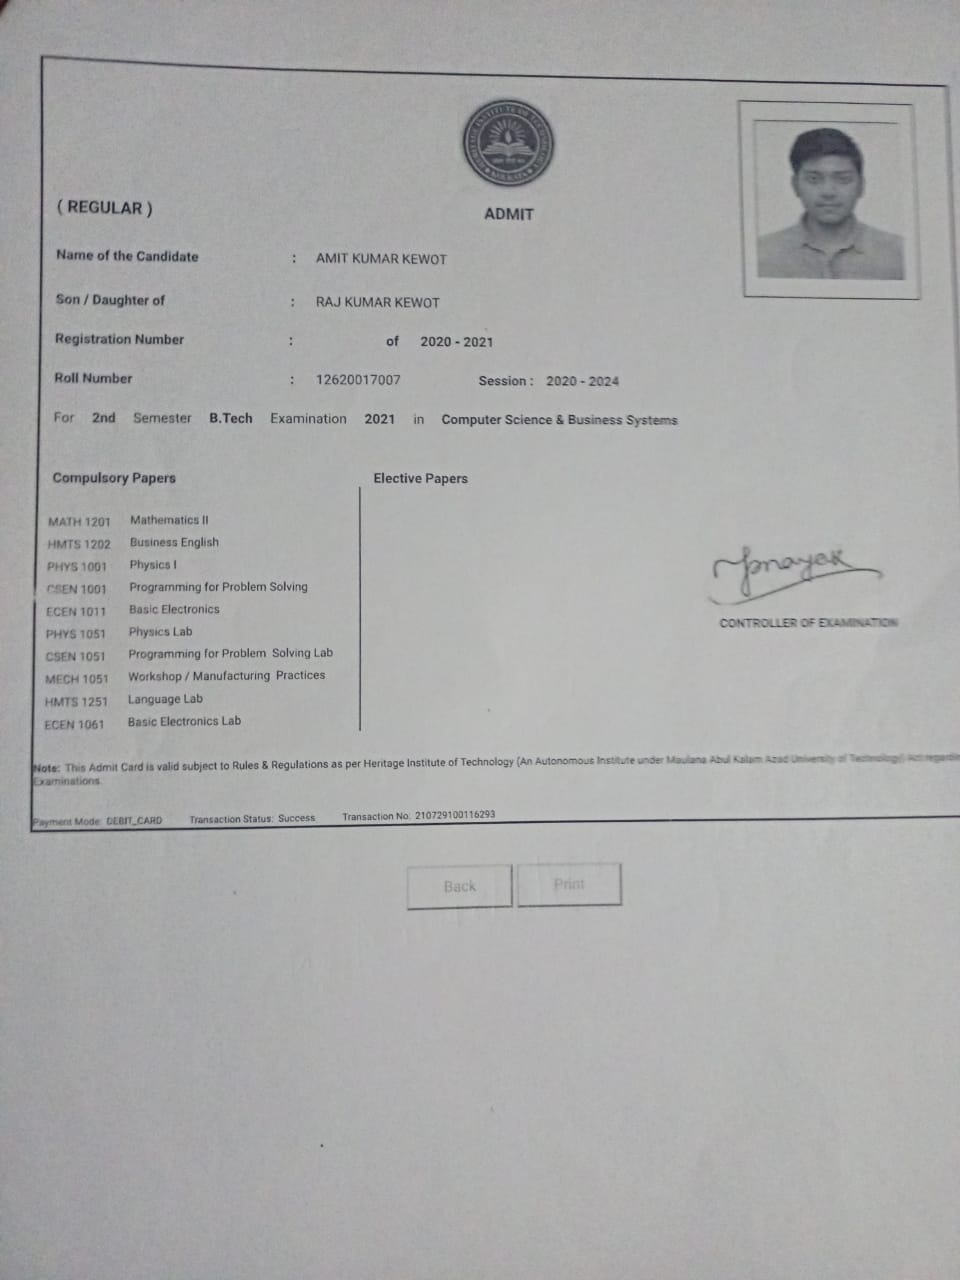 HERITAGE INSTITUTE OF TECHNOLOGY
KOLKATA
( REGULAR )
ADMIT
Name of the Candidate : AMIT KUMAR KEWOT
Son / Daughter of : RAJ KUMAR KEWOT
Registration Number : of 2020 - 2021
Roll Number : 12620017007 Session : 2020 - 2024
For 2nd Semester B.Tech Examination 2021 in Computer Science & Business Systems
Compulsory Papers
MATH 1201 Mathematics II
HMTS 1202 Business English
PHYS 1001 Physics I
CSEN 1001 Programming for Problem Solving
ECEN 1011 Basic Electronics
PHYS 1051 Physics Lab
CSEN 1051 Programming for Problem Solving Lab
MECH 1051 Workshop / Manufacturing Practices
HMTS 1251 Language Lab
ECEN 1061 Basic Electronics Lab
Elective Papers
CONTROLLER OF EXAMINATION
Note: This Admit Card is valid subject to Rules & Regulations as per Heritage Institute of Technology (An Autonomous Institute under Maulana Abul Kalam Azad University of Technology) Act
Examinations.
Payment Mode: DEBIT_CARD Transaction Status: Success Transaction No: 210729100116293
Back Print